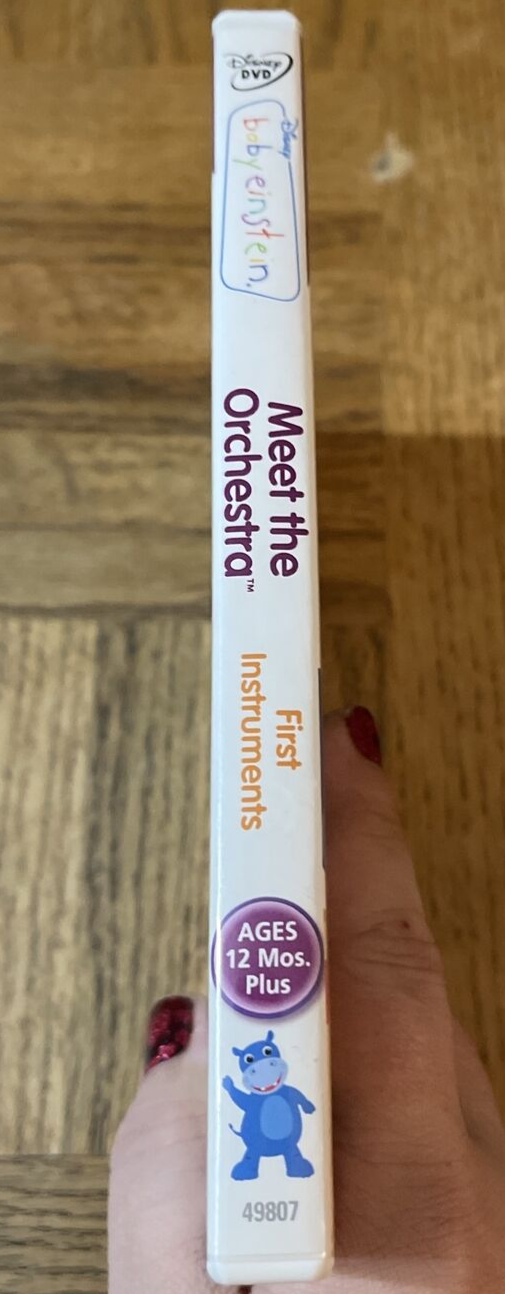 Disney
DVD
Disney
baby einstein.
Meet the
Orchestra™
First
Instruments
AGES
12 Mos.
Plus
49807